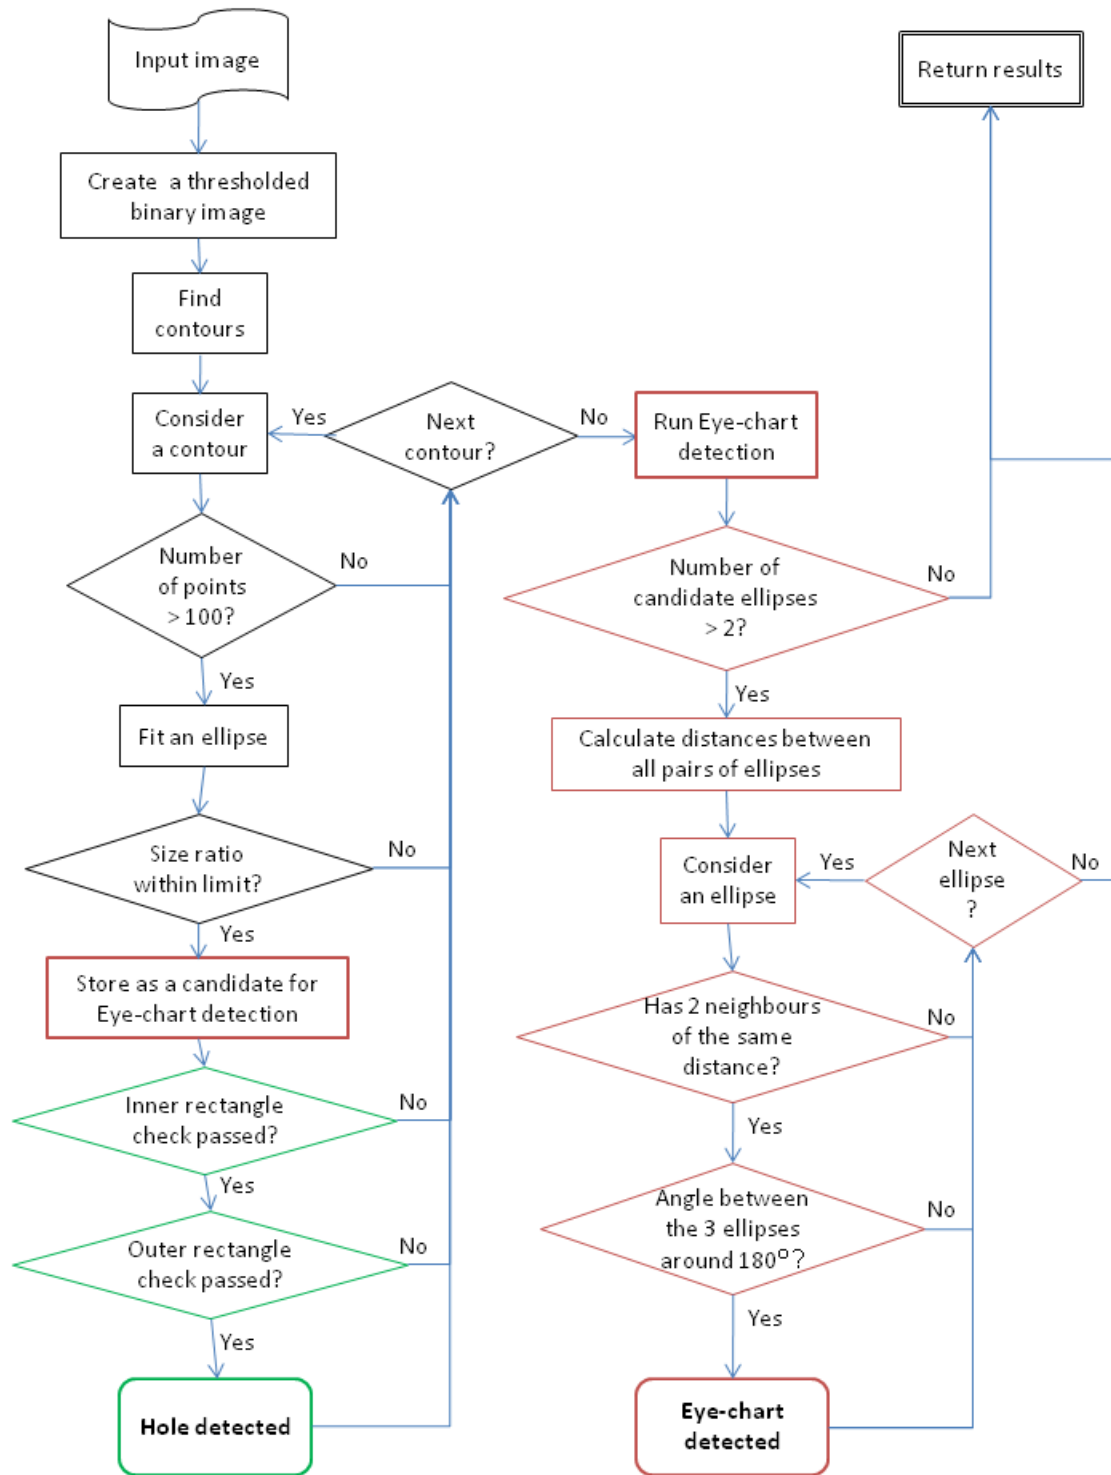 Input image
Return results
Create a thresholded
binary image
Find
contours
Consider
a contour
Yes
Next
contour?
No
Run Eye-chart
detection
Number
of points
> 100?
No
Number of
candidate ellipses
> 2?
No
Yes
Yes
Fit an ellipse
Calculate distances between
all pairs of ellipses
Size ratio
within limit?
No
Consider
an ellipse
Yes
Next
ellipse
?
No
Yes
Store as a candidate for
Eye-chart detection
Has 2 neighbours
of the same
distance?
No
Inner rectangle
check passed?
No
Yes
Yes
Angle between
the 3 ellipses
around 180°?
No
Outer rectangle
check passed?
No
Yes
Yes
Hole detected
Eye-chart
detected